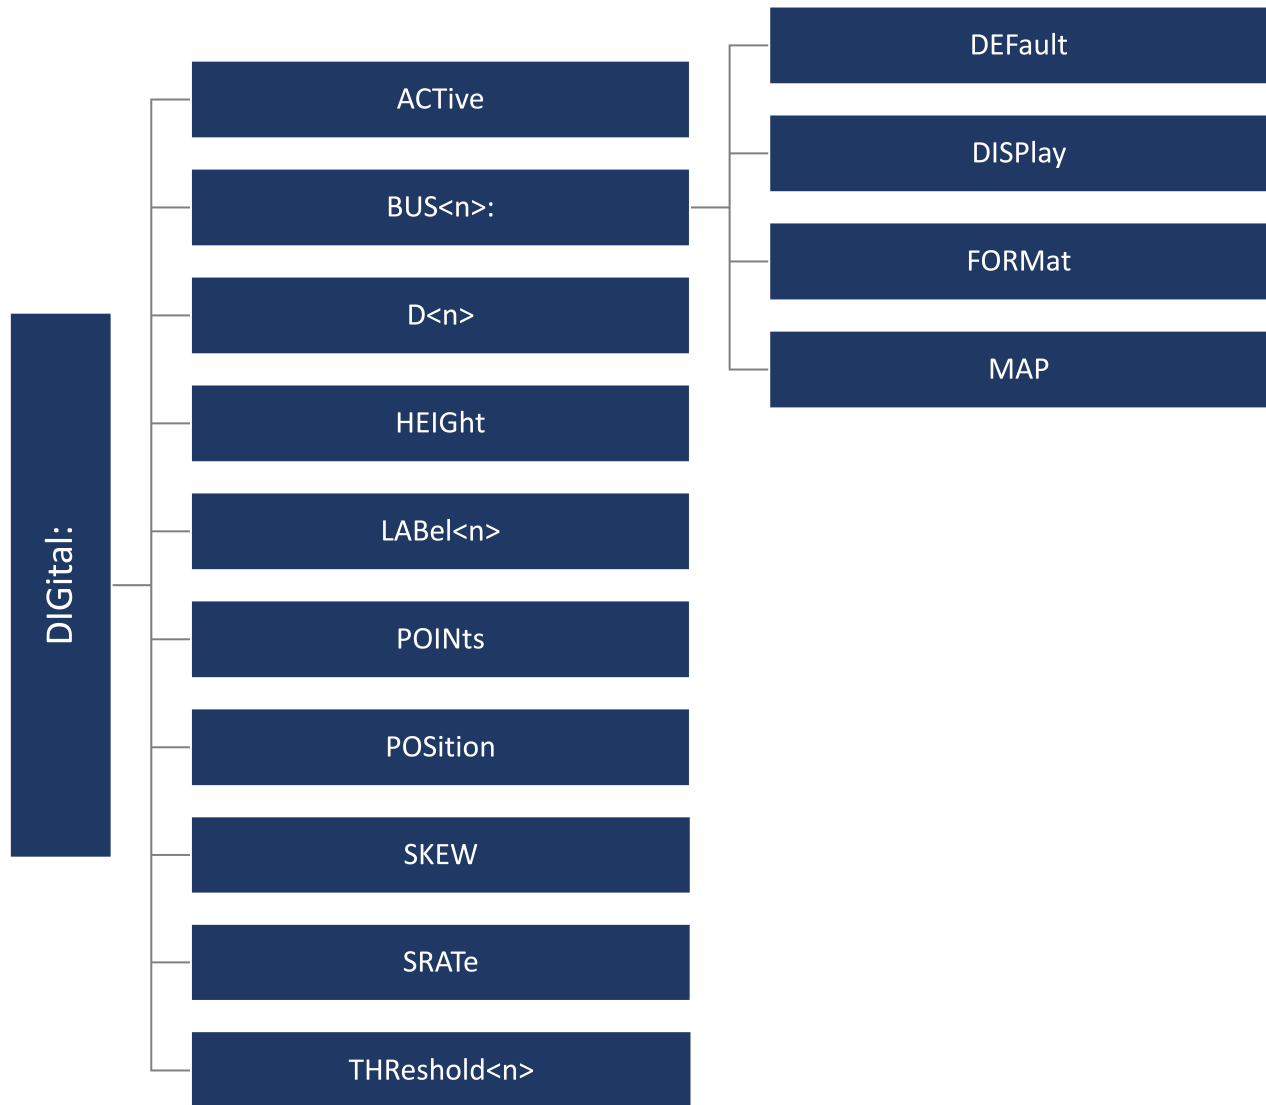 DIGital:
ACTive
BUS<n>:
DEFault
DISPlay
FORMat
MAP
D<n>
HEIGht
LABel<n>
POINts
POSition
SKEW
SRATe
THReshold<n>